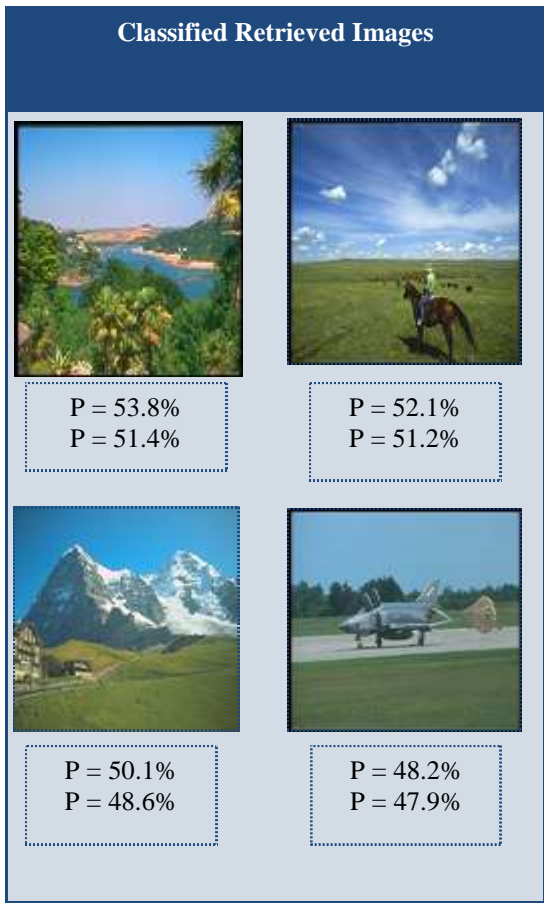 Classified Retrieved Images
P = 53.8%
P = 51.4%
P = 52.1%
P = 51.2%
P = 50.1%
P = 48.6%
P = 48.2%
P = 47.9%